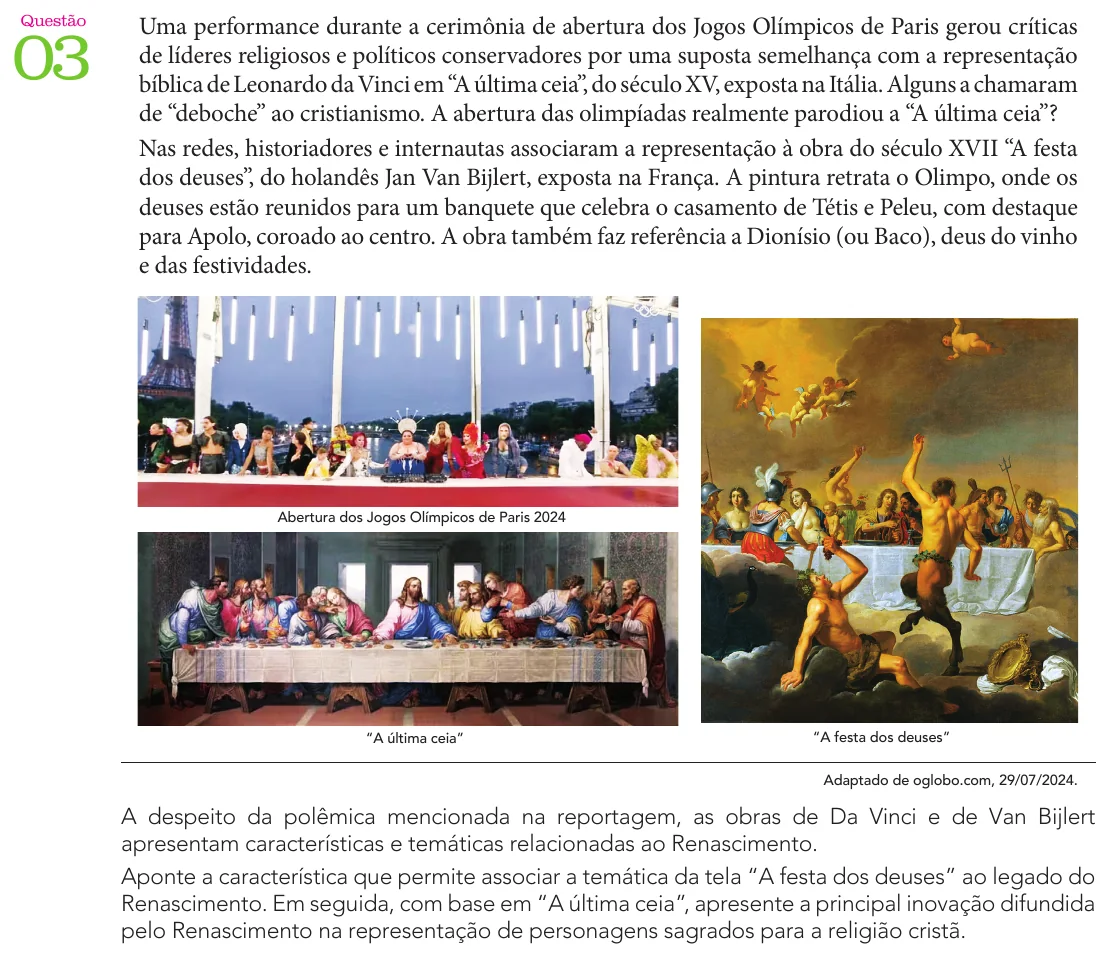 Questão
03
Uma performance durante a cerimônia de abertura dos Jogos Olímpicos de Paris gerou críticas
de líderes religiosos e políticos conservadores por uma suposta semelhança com a representação
bíblica de Leonardo da Vinci em “A última ceia”, do século XV, exposta na Itália. Alguns a chamaram
de “deboche” ao cristianismo. A abertura das olimpíadas realmente parodiou a “A última ceia”?
Nas redes, historiadores e internautas associaram a representação à obra do século XVII “A festa
dos deuses”, do holandês Jan Van Bijlert, exposta na França. A pintura retrata o Olimpo, onde os
deuses estão reunidos para um banquete que celebra o casamento de Tétis e Peleu, com destaque
para Apolo, coroado ao centro. A obra também faz referência a Dionísio (ou Baco), deus do vinho
e das festividades.
Abertura dos Jogos Olímpicos de Paris 2024
“A última ceia”
“A festa dos deuses”
Adaptado de oglobo.com, 29/07/2024.
A despeito da polêmica mencionada na reportagem, as obras de Da Vinci e de Van Bijlert
apresentam características e temáticas relacionadas ao Renascimento.
Aponte a característica que permite associar a temática da tela “A festa dos deuses” ao legado do
Renascimento. Em seguida, com base em “A última ceia”, apresente a principal inovação difundida
pelo Renascimento na representação de personagens sagrados para a religião cristã.